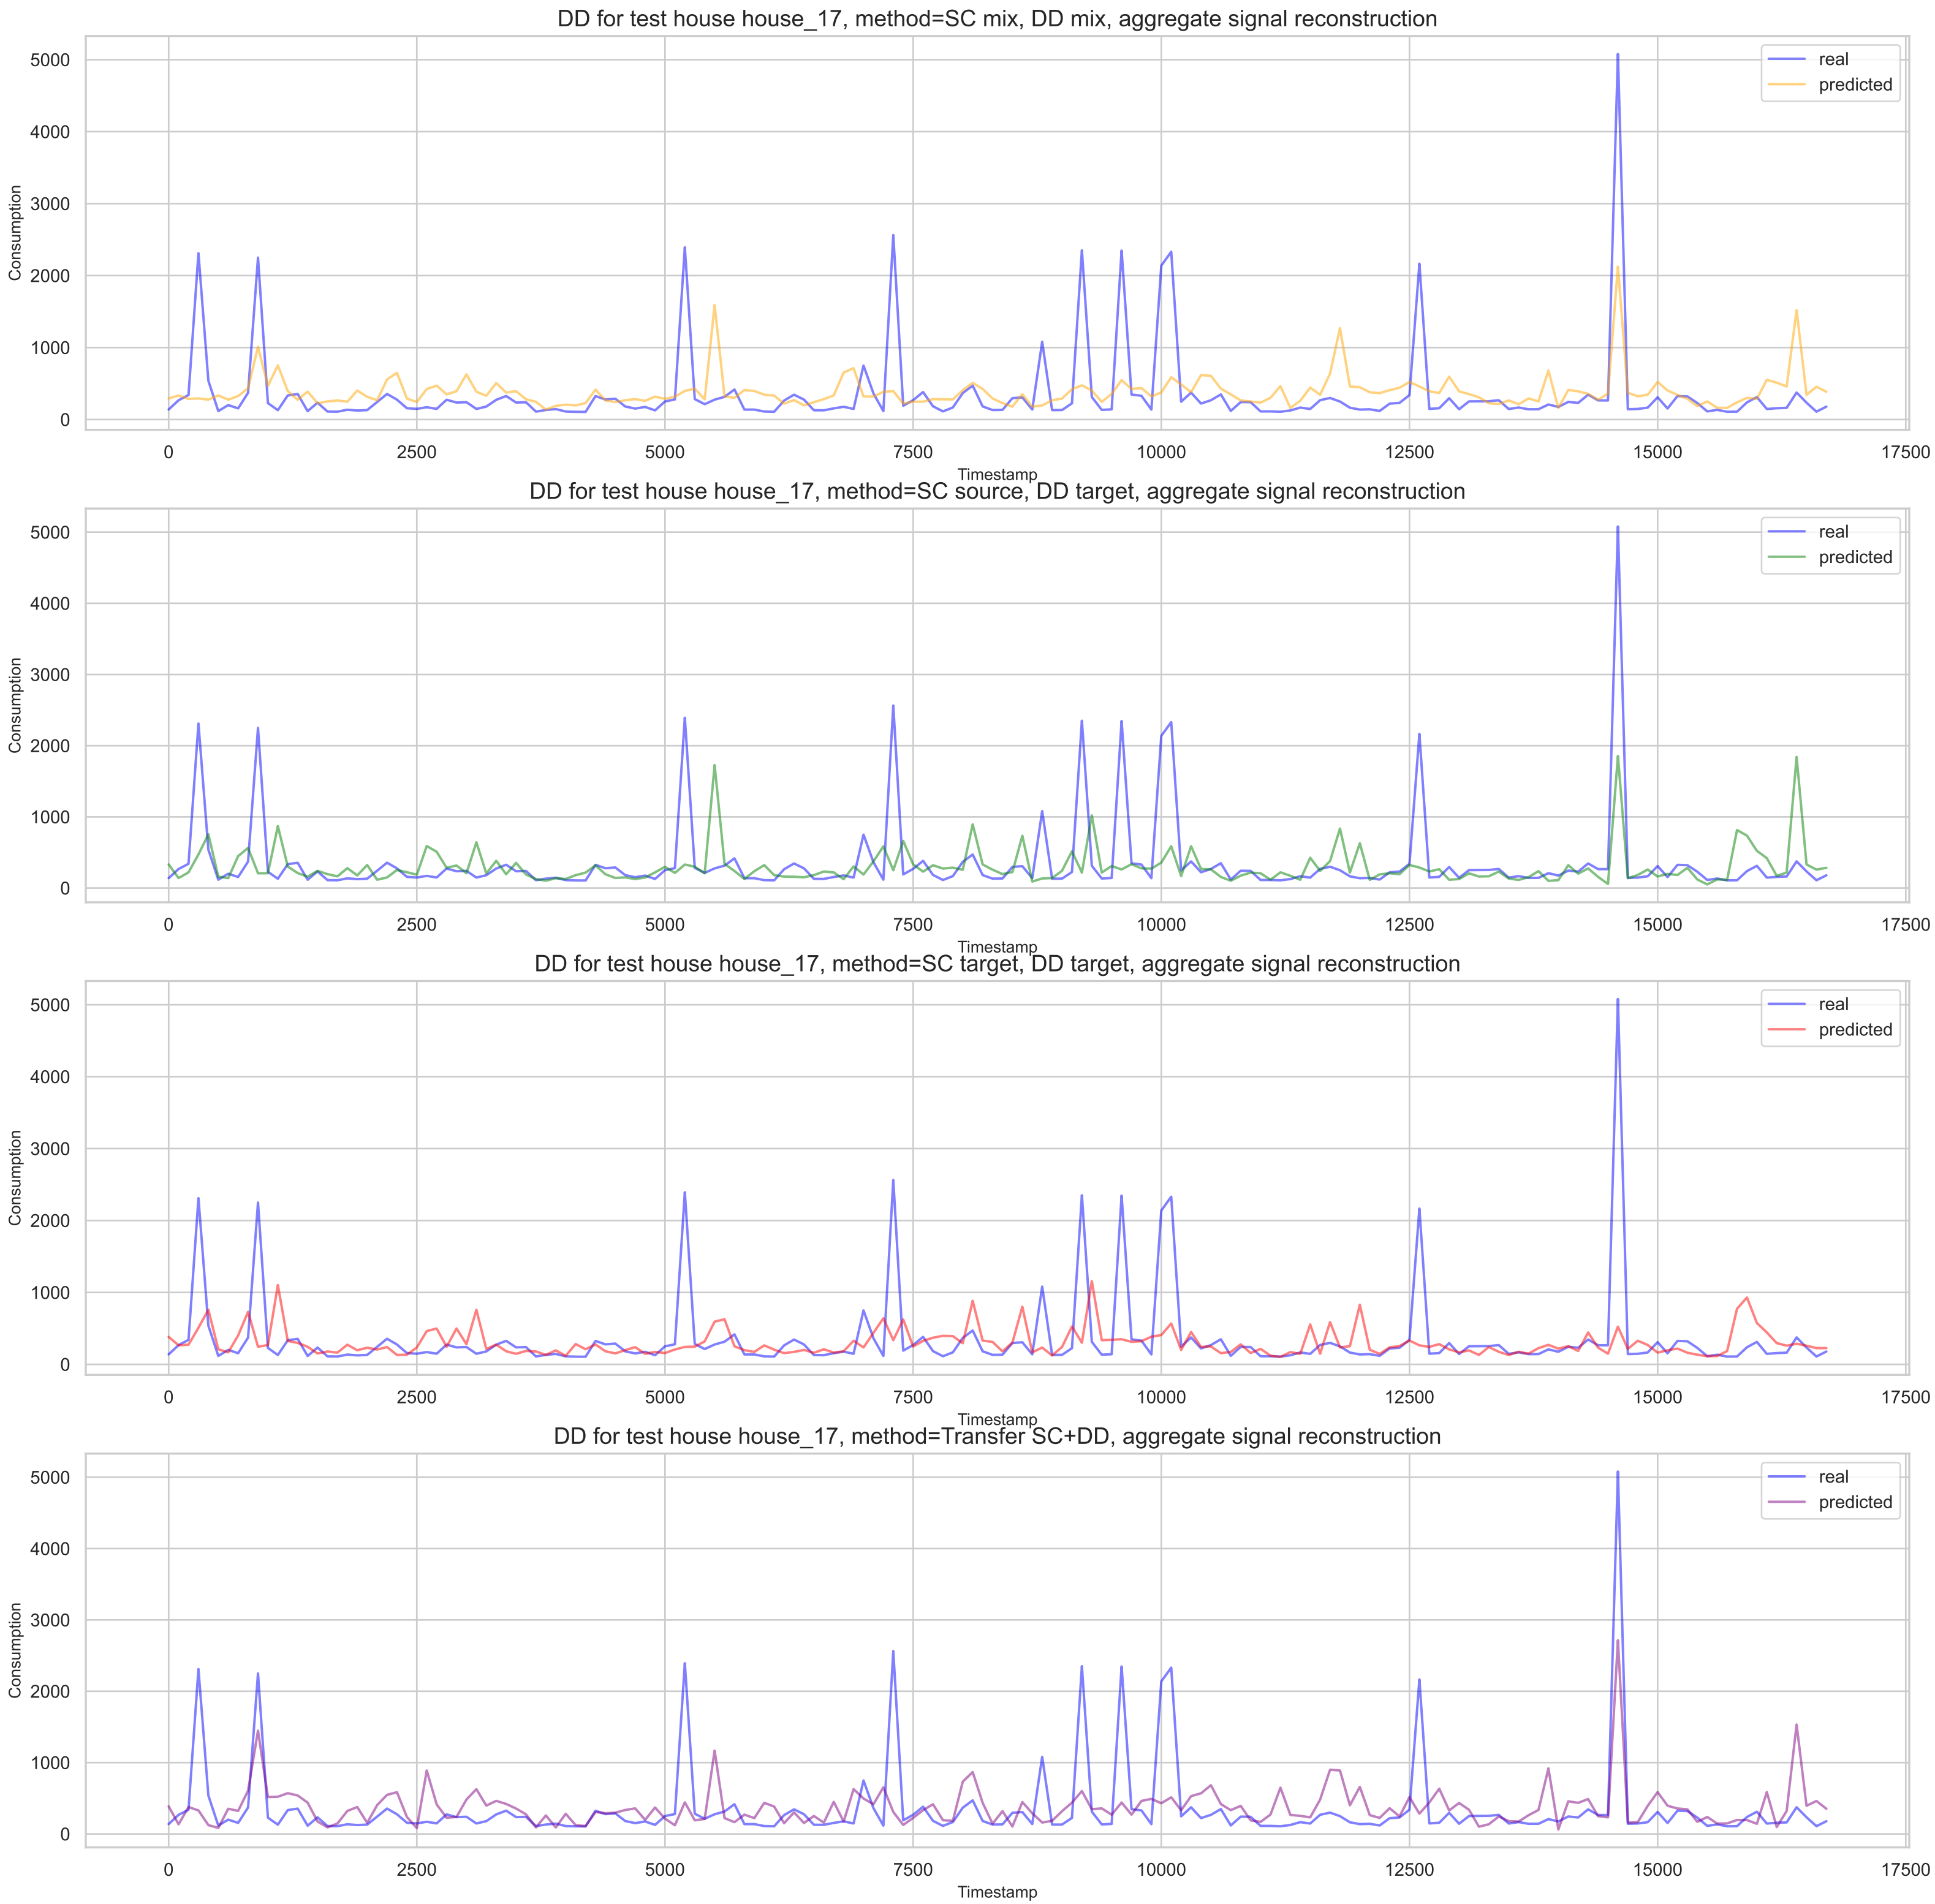 DD for test house house_17, method=SC mix, DD mix, aggregate signal reconstruction
real
predicted
5000
4000
3000
2000
1000
0
Consumption
0 2500 5000 7500 10000 12500 15000 17500
Timestamp
DD for test house house_17, method=SC source, DD target, aggregate signal reconstruction
real
predicted
5000
4000
3000
2000
1000
0
Consumption
0 2500 5000 7500 10000 12500 15000 17500
Timestamp
DD for test house house_17, method=SC target, DD target, aggregate signal reconstruction
real
predicted
5000
4000
3000
2000
1000
0
Consumption
0 2500 5000 7500 10000 12500 15000 17500
Timestamp
DD for test house house_17, method=Transfer SC+DD, aggregate signal reconstruction
real
predicted
5000
4000
3000
2000
1000
0
Consumption
0 2500 5000 7500 10000 12500 15000 17500
Timestamp